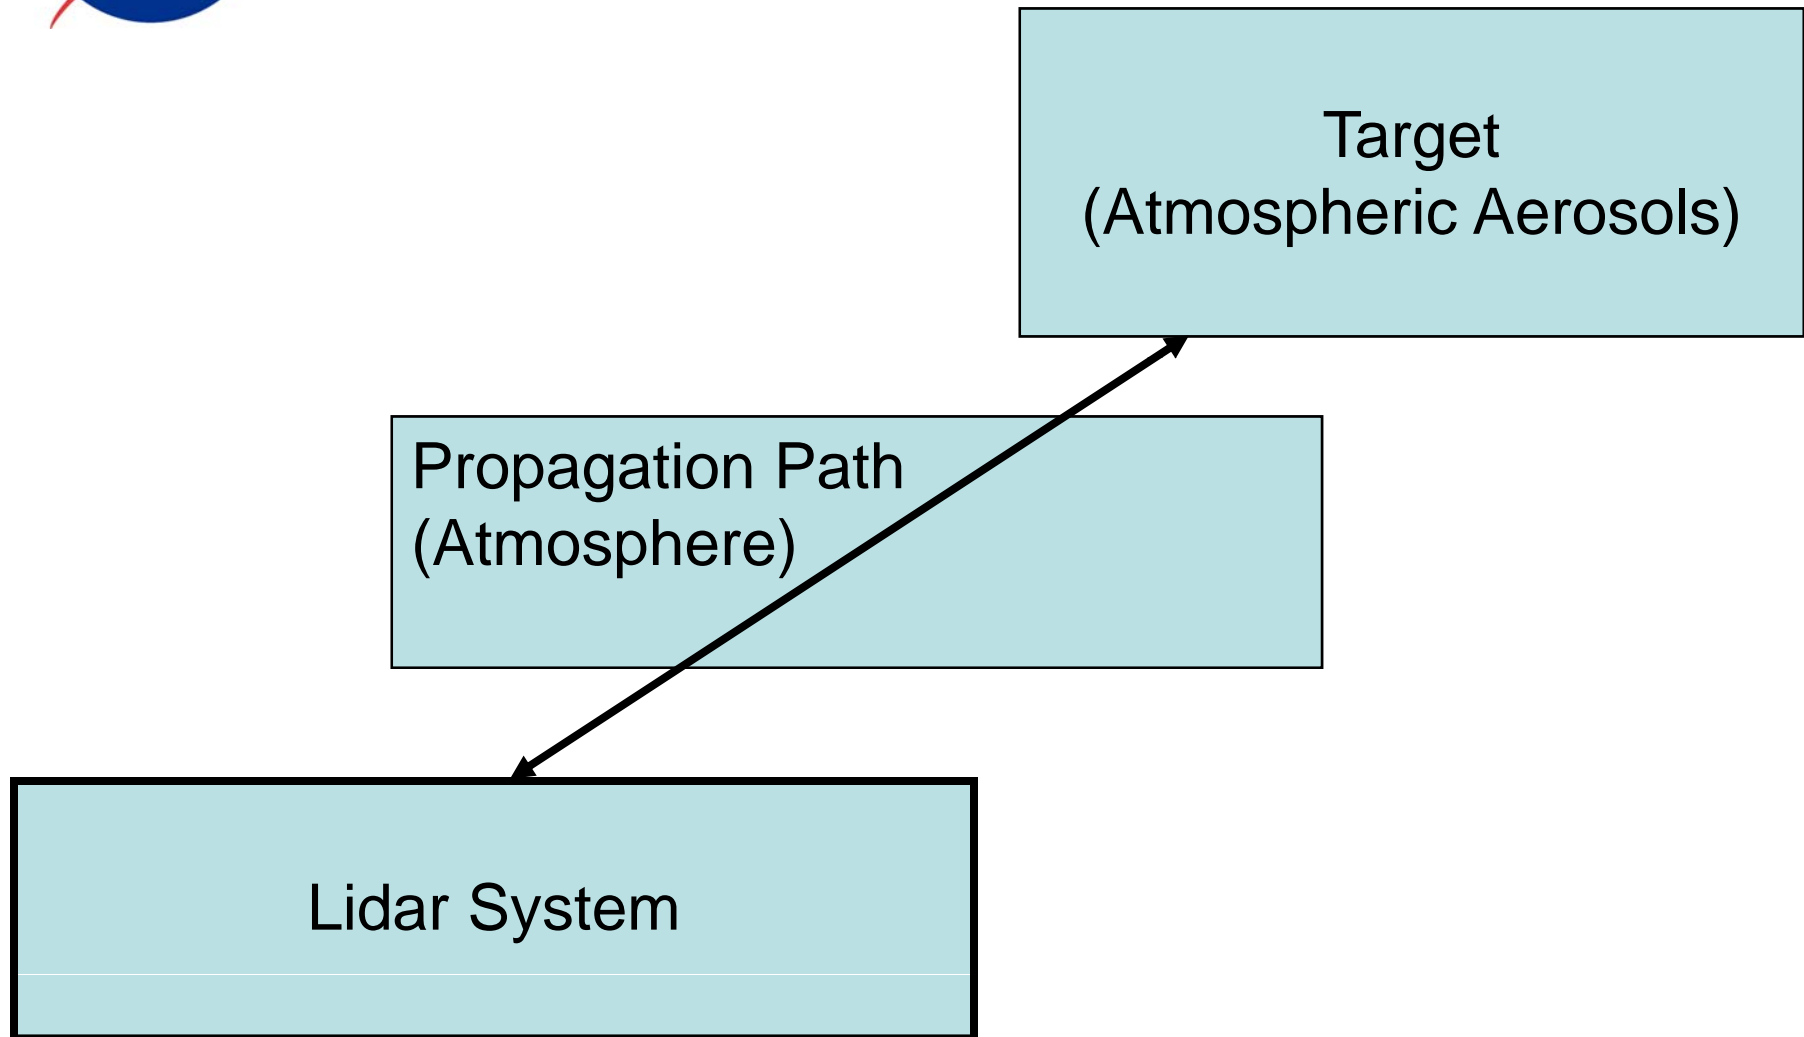 Target
(Atmospheric Aerosols)
Propagation Path
(Atmosphere)
Lidar System